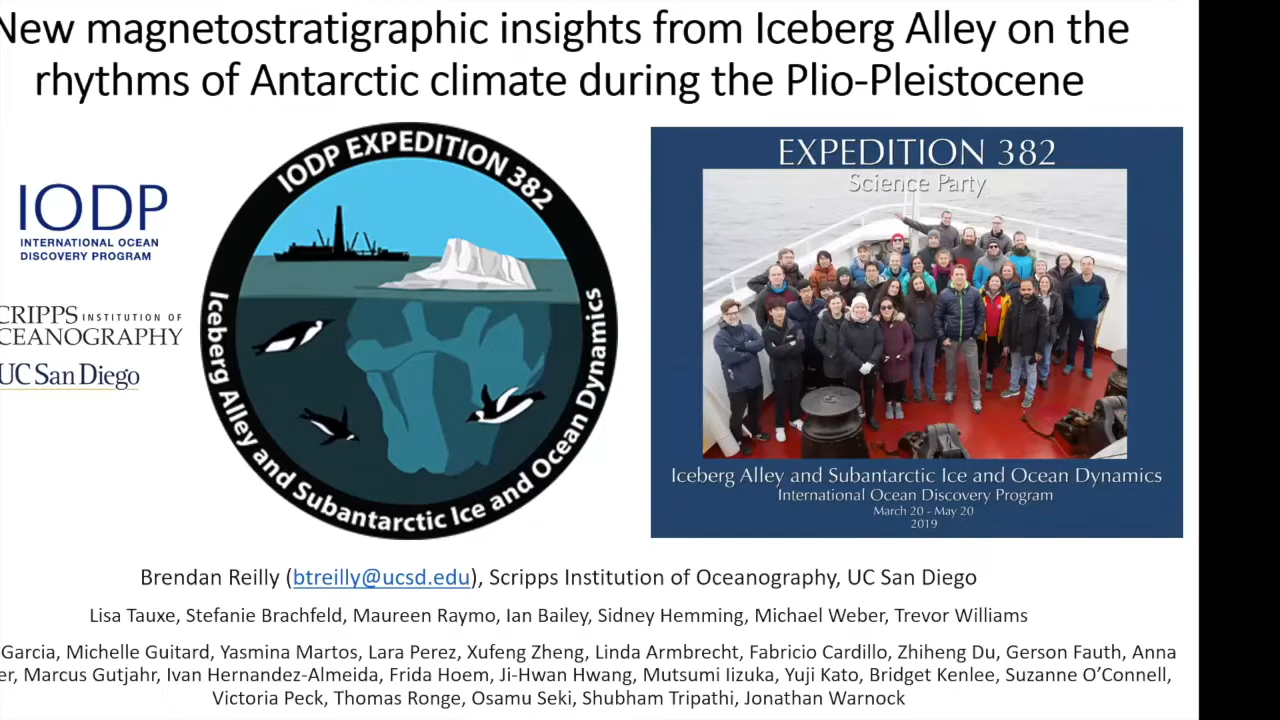 New magnetostratigraphic insights from Iceberg Alley on the
rhythms of Antarctic climate during the Plio-Pleistocene
IODP
INTERNATIONAL OCEAN
DISCOVERY PROGRAM
CRIPPS INSTITUTION OF
CEANOGRAPHY
UC San Diego
IODP EXPEDITION 382
Iceberg Alley and Subantarctic Ice and Ocean Dynamics
EXPEDITION 382
Science Party
Iceberg Alley and Subantarctic Ice and Ocean Dynamics
International Ocean Discovery Program
March 20 - May 20
2019
Brendan Reilly (btreilly@ucsd.edu), Scripps Institution of Oceanography, UC San Diego
Lisa Tauxe, Stefanie Brachfeld, Maureen Raymo, Ian Bailey, Sidney Hemming, Michael Weber, Trevor Williams
Garcia, Michelle Guitard, Yasmina Martos, Lara Perez, Xufeng Zheng, Linda Armbrecht, Fabricio Cardillo, Zhiheng Du, Gerson Fauth, Anna
er, Marcus Gutjahr, Ivan Hernandez-Almeida, Frida Hoem, Ji-Hwan Hwang, Mutsumi Iizuka, Yuji Kato, Bridget Kenlee, Suzanne O’Connell,
Victoria Peck, Thomas Ronge, Osamu Seki, Shubham Tripathi, Jonathan Warnock